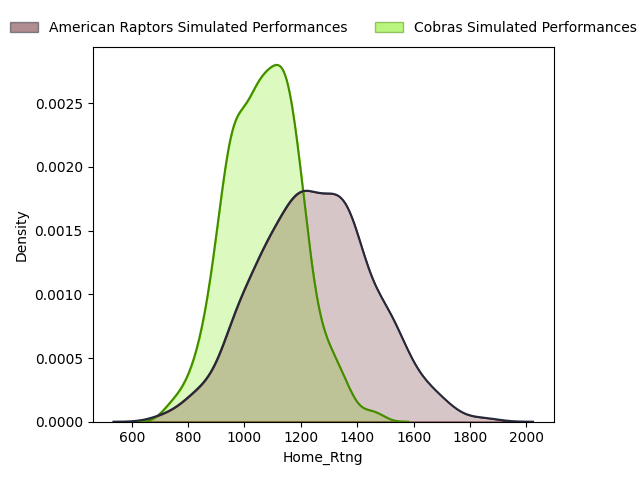 American Raptors Simulated Performances
Cobras Simulated Performances
0.0025
0.0020
0.0015
0.0010
0.0005
0.0000
Density
600 800 1000 1200 1400 1600 1800 2000
Home_Rtng